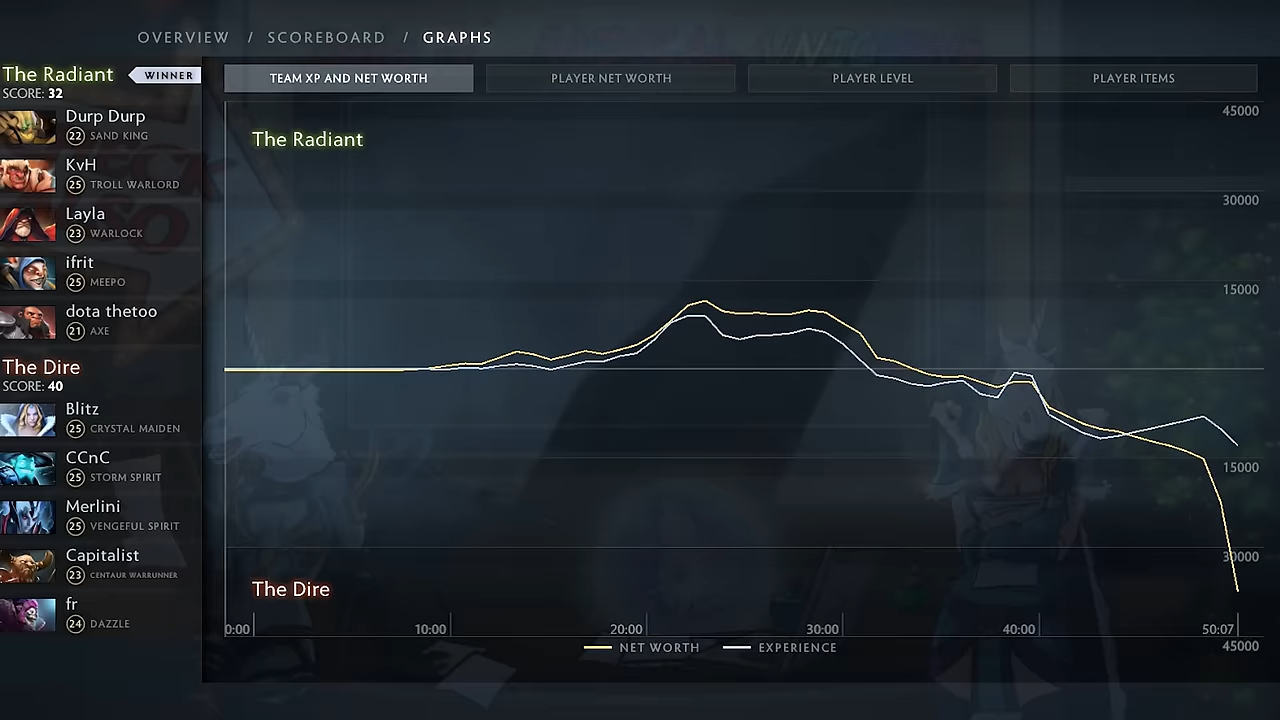 OVERVIEW / SCOREBOARD / GRAPHS
The Radiant WINNER
SCORE: 32
Durp Durp
22 SAND KING
KvH
25 TROLL WARLORD
Layla
23 WARLOCK
ifrit
25 MEEPO
dota thetoo
21 AXE
The Dire
SCORE: 40
Blitz
25 CRYSTAL MAIDEN
CCnC
25 STORM SPIRIT
Merlini
25 VENGEFUL SPIRIT
Capitalist
23 CENTAUR WARRUNNER
fr
24 DAZZLE
TEAM XP AND NET WORTH
PLAYER NET WORTH
PLAYER LEVEL
PLAYER ITEMS
The Radiant
45000
30000
15000
15000
30000
45000
The Dire
0:00 10:00 20:00 30:00 40:00 50:07
NET WORTH EXPERIENCE